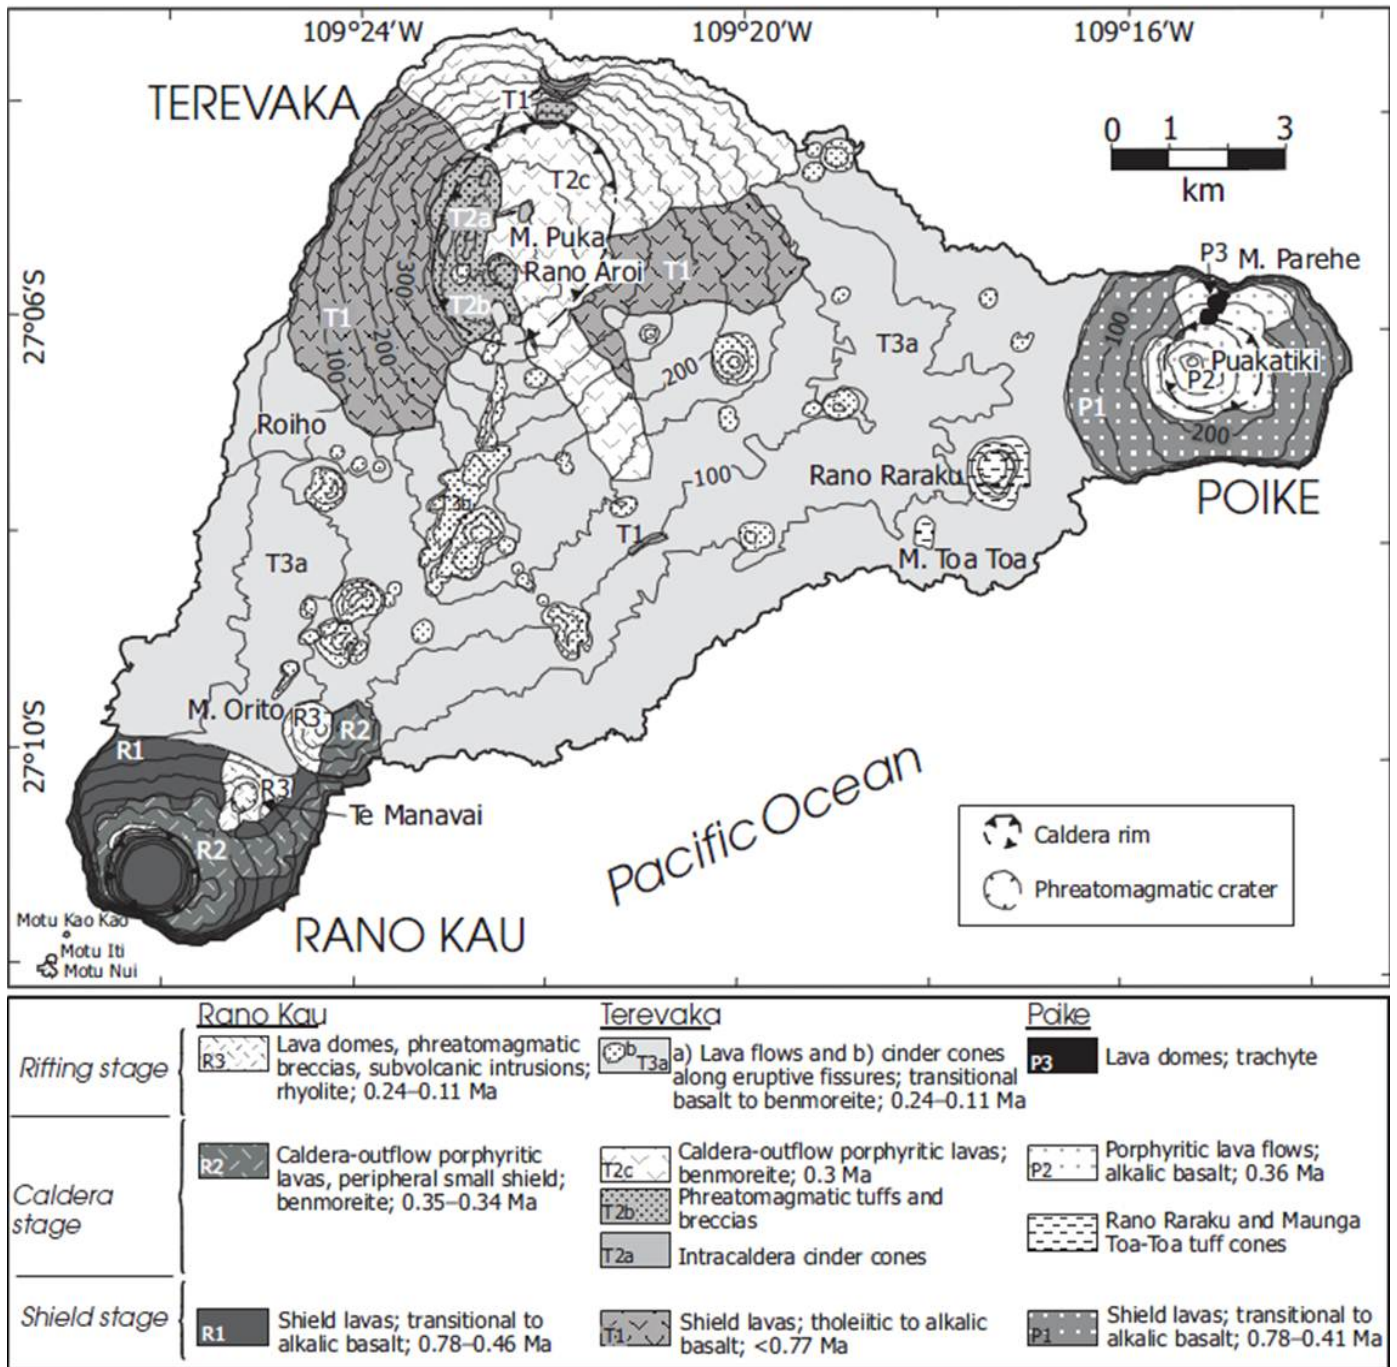 109°24′W
109°20′W
109°16′W
TEREVAKA
T1
0 1 3
km
T2c
T2a
M. Puka
P3
M. Parehe
Rano Aroi
T1
300
27°06′S
T2b
T1
100
T3a
Puakatiki
200
P2
100
200
P1
Roiho
200
100
Rano Raraku
POIKE
T1
T3a
M. Toa Toa
M. Orito
R3
R2
27°10′S
R1
R3
Te Manavai
Pacific Ocean
Caldera rim
R2
Phreatomagmatic crater
Motu Kao Kao
RANO KAU
Motu Iti
Motu Nui
Rano Kau
Terevaka
Poike
Rifting stage
R3
Lava domes, phreatomagmatic
breccias, subvolcanic intrusions;
rhyolite; 0.24–0.11 Ma
b
T3a
a) Lava flows and b) cinder cones
along eruptive fissures; transitional
basalt to benmoreite; 0.24–0.11 Ma
P3
Lava domes; trachyte
Caldera
stage
R2
Caldera-outflow porphyritic
lavas, peripheral small shield;
benmoreite; 0.35–0.34 Ma
T2c
Caldera-outflow porphyritic lavas;
benmoreite; 0.3 Ma
T2b
Phreatomagmatic tuffs and
breccias
T2a
Intracaldera cinder cones
P2
Porphyritic lava flows;
alkalic basalt; 0.36 Ma
Rano Raraku and Maunga
Toa-Toa tuff cones
Shield stage
R1
Shield lavas; transitional to
alkalic basalt; 0.78–0.46 Ma
T1
Shield lavas; tholeiitic to alkalic
basalt; <0.77 Ma
P1
Shield lavas; transitional to
alkalic basalt; 0.78–0.41 Ma